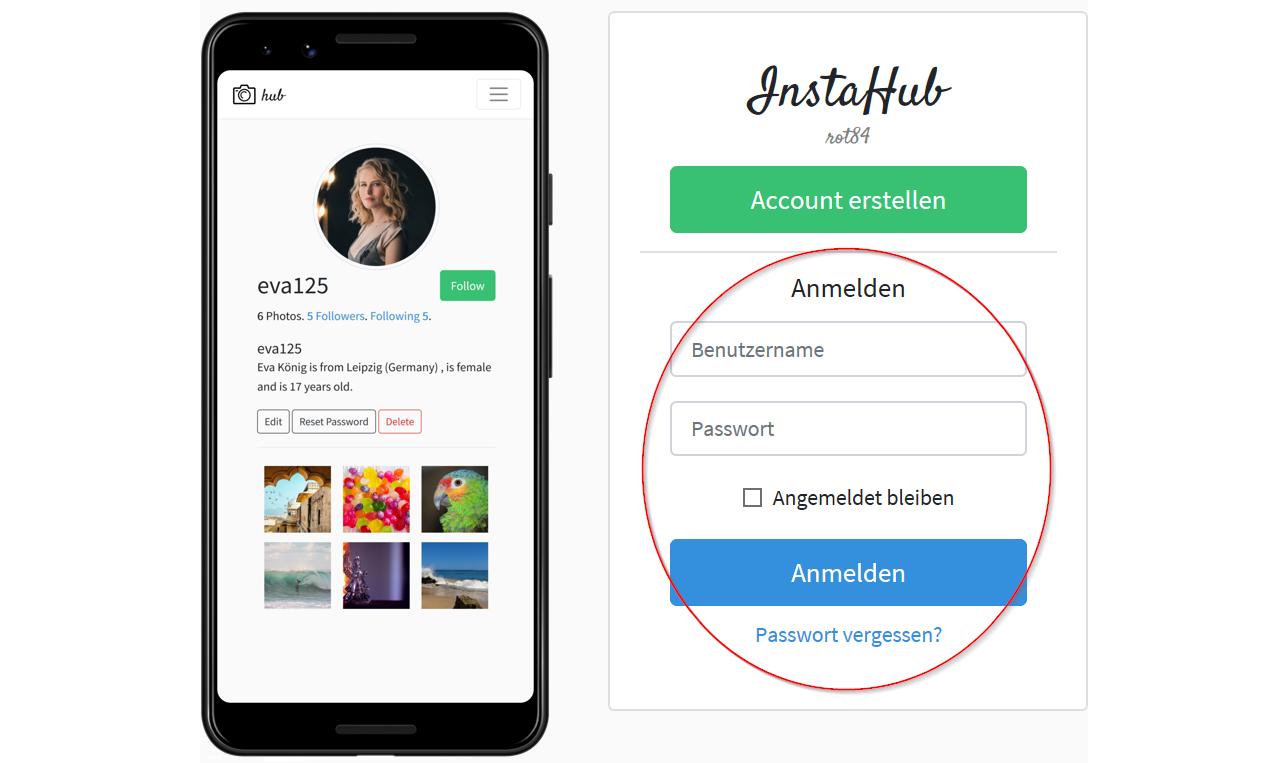 hub
eva125
Follow
6 Photos. 5 Followers. Following 5.
eva125
Eva König is from Leipzig (Germany) , is female
and is 17 years old.
Edit
Reset Password
Delete
InstaHub
rot84
Account erstellen
Anmelden
Benutzername
Passwort
Angemeldet bleiben
Anmelden
Passwort vergessen?